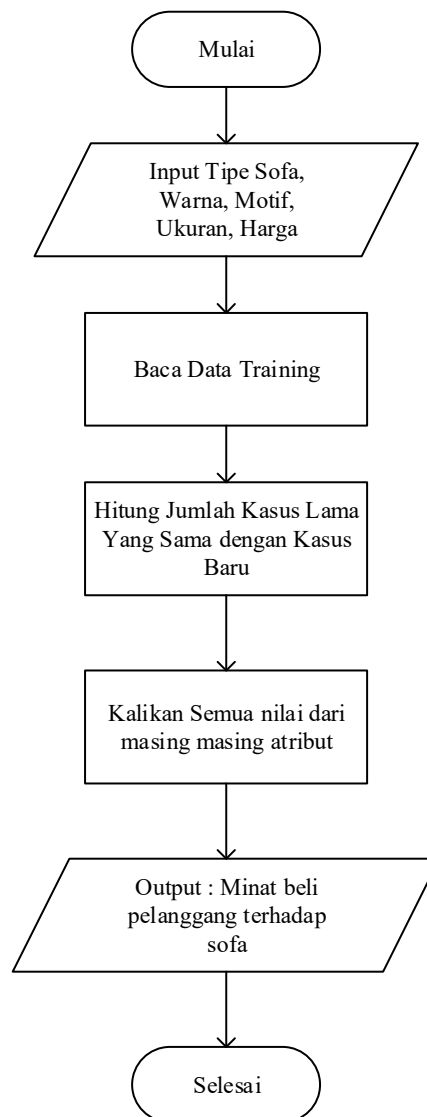 Mulai
Input Tipe Sofa,
Warna, Motif,
Ukuran, Harga
Baca Data Training
Hitung Jumlah Kasus Lama
Yang Sama dengan Kasus
Baru
Kalikan Semua nilai dari
masing masing atribut
Output : Minat beli
pelanggang terhadap
sofa
Selesai